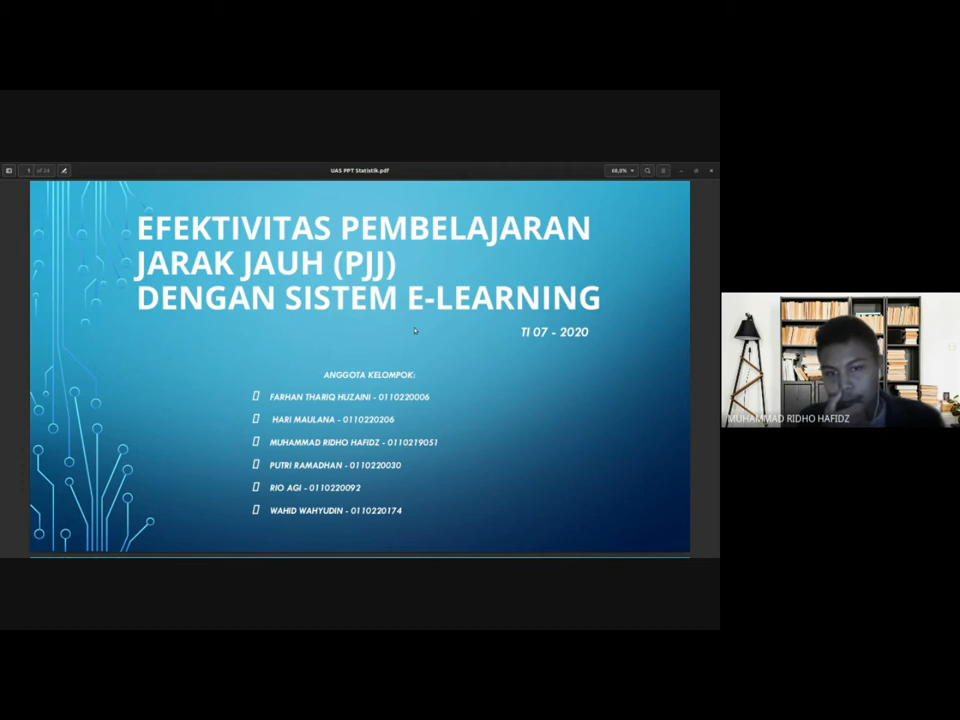 1 of 24
UAS PPT Statistik.pdf
68,0%
EFEKTIVITAS PEMBELAJARAN
JARAK JAUH (PJJ)
DENGAN SISTEM E-LEARNING
TI 07 - 2020
ANGGOTA KELOMPOK:
FARHAN THARIQ HUZAINI - 0110220006
HARI MAULANA - 0110220206
MUHAMMAD RIDHO HAFIDZ - 0110219051
PUTRI RAMADHAN - 0110220030
RIO AGI - 0110220092
WAHID WAHYUDIN - 0110220174
MUHAMMAD RIDHO HAFIDZ